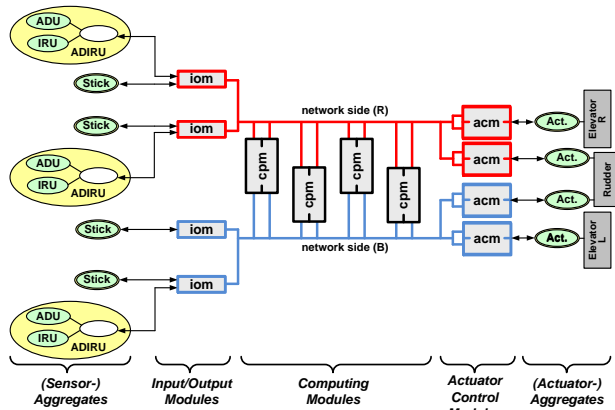 ADU
IRU
ADIRU
Stick
iom
Stick
iom
ADU
IRU
ADIRU
Stick
iom
Stick
iom
ADU
IRU
ADIRU
network side (R)
cpm
cpm
cpm
cpm
network side (B)
acm
Act.
Elevator
R
acm
Act.
Rudder
acm
Act.
acm
Act.
Elevator
L
(Sensor-)
Aggregates
Input/Output
Modules
Computing
Modules
Actuator
Control
(Actuator-)
Aggregates